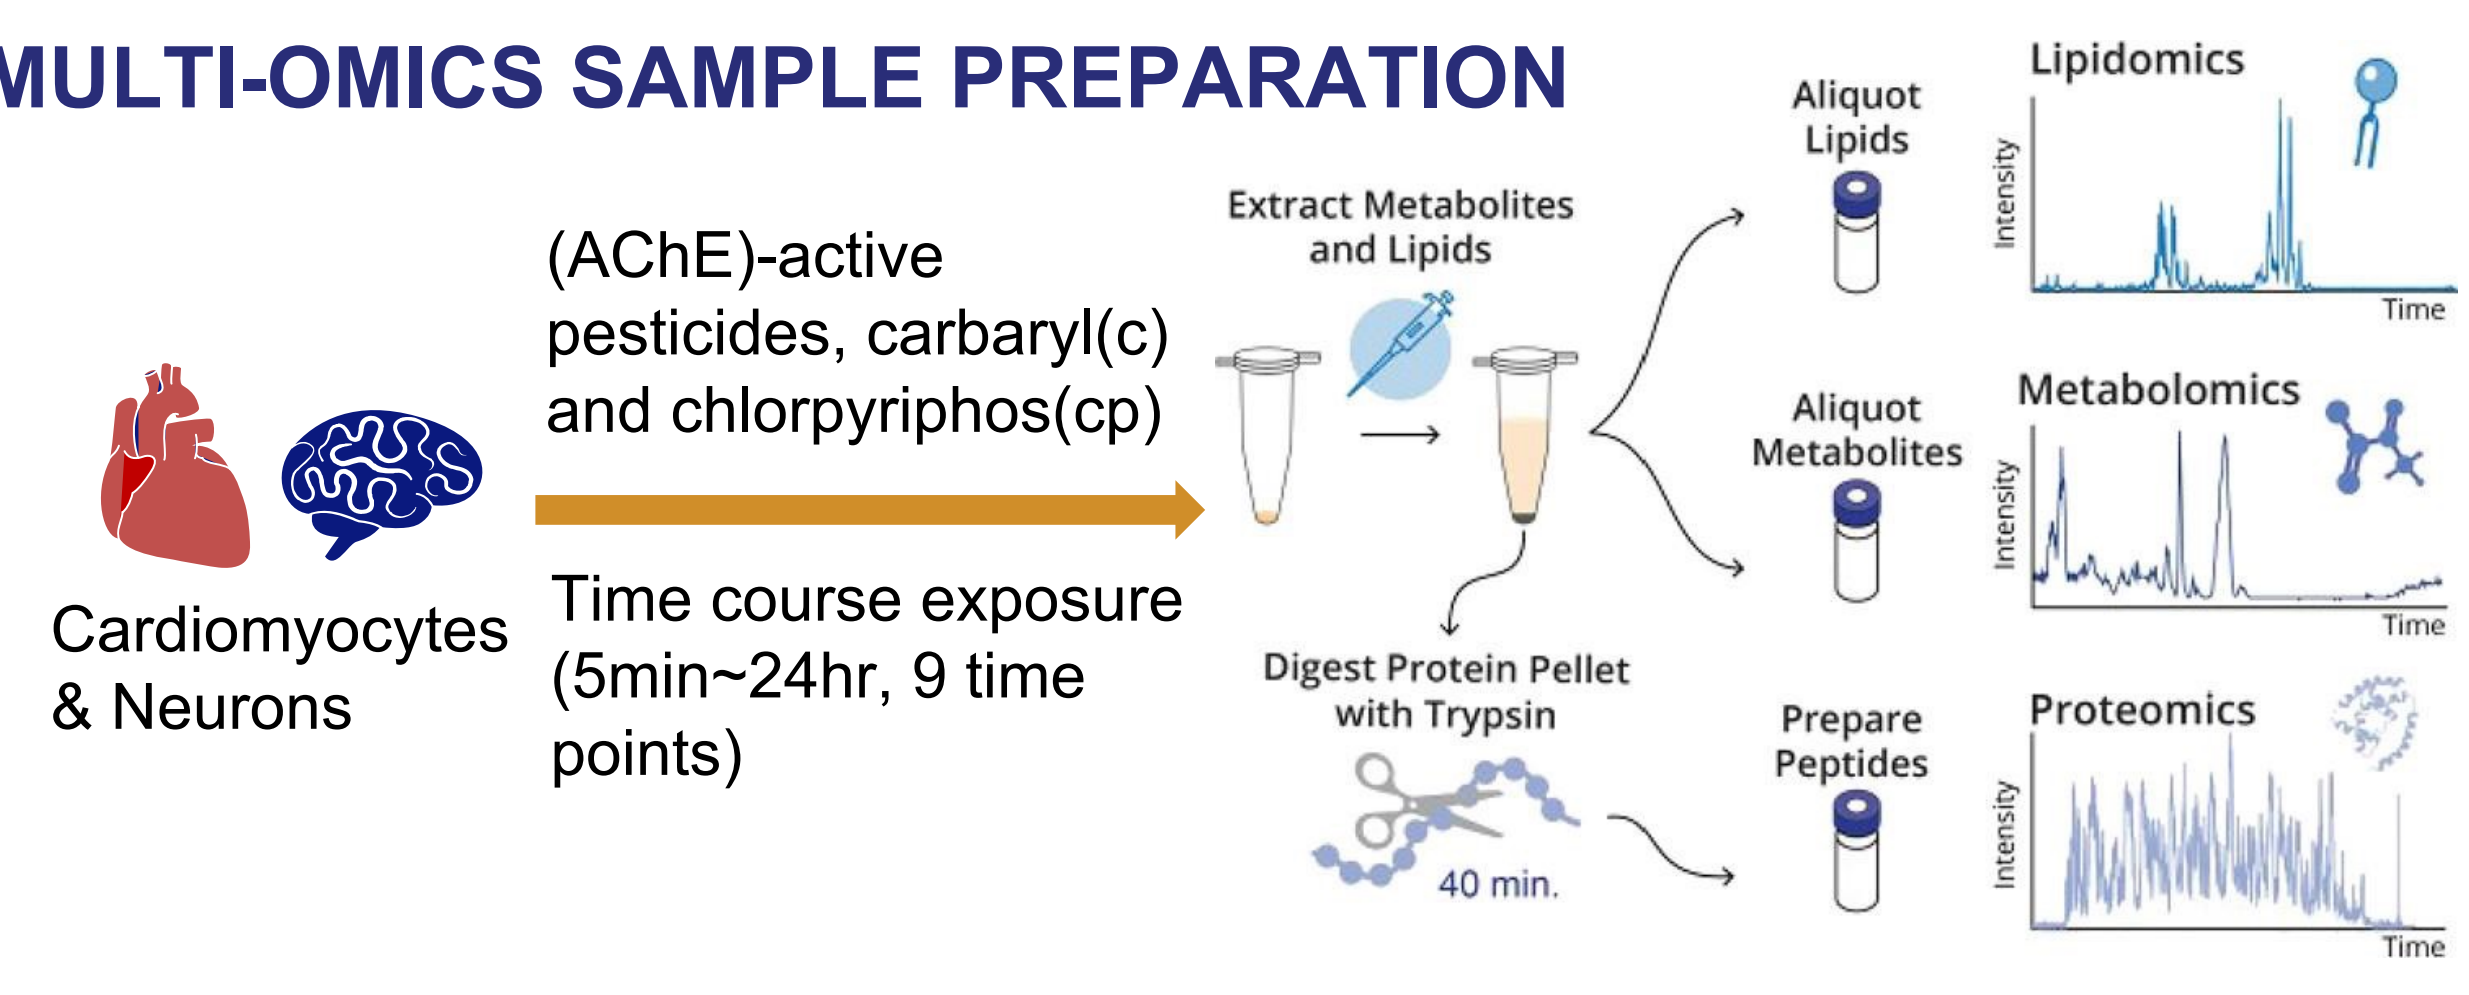 MULTI-OMICS SAMPLE PREPARATION
Cardiomyocytes
& Neurons
(AChE)-active
pesticides, carbaryl(c)
and chlorpyriphos(cp)
Time course exposure
(5min~24hr, 9 time
points)
Extract Metabolites
and Lipids
Digest Protein Pellet
with Trypsin
40 min.
Aliquot
Lipids
Aliquot
Metabolites
Prepare
Peptides
Lipidomics
Intensity
Time
Metabolomics
Intensity
Time
Proteomics
Intensity
Time